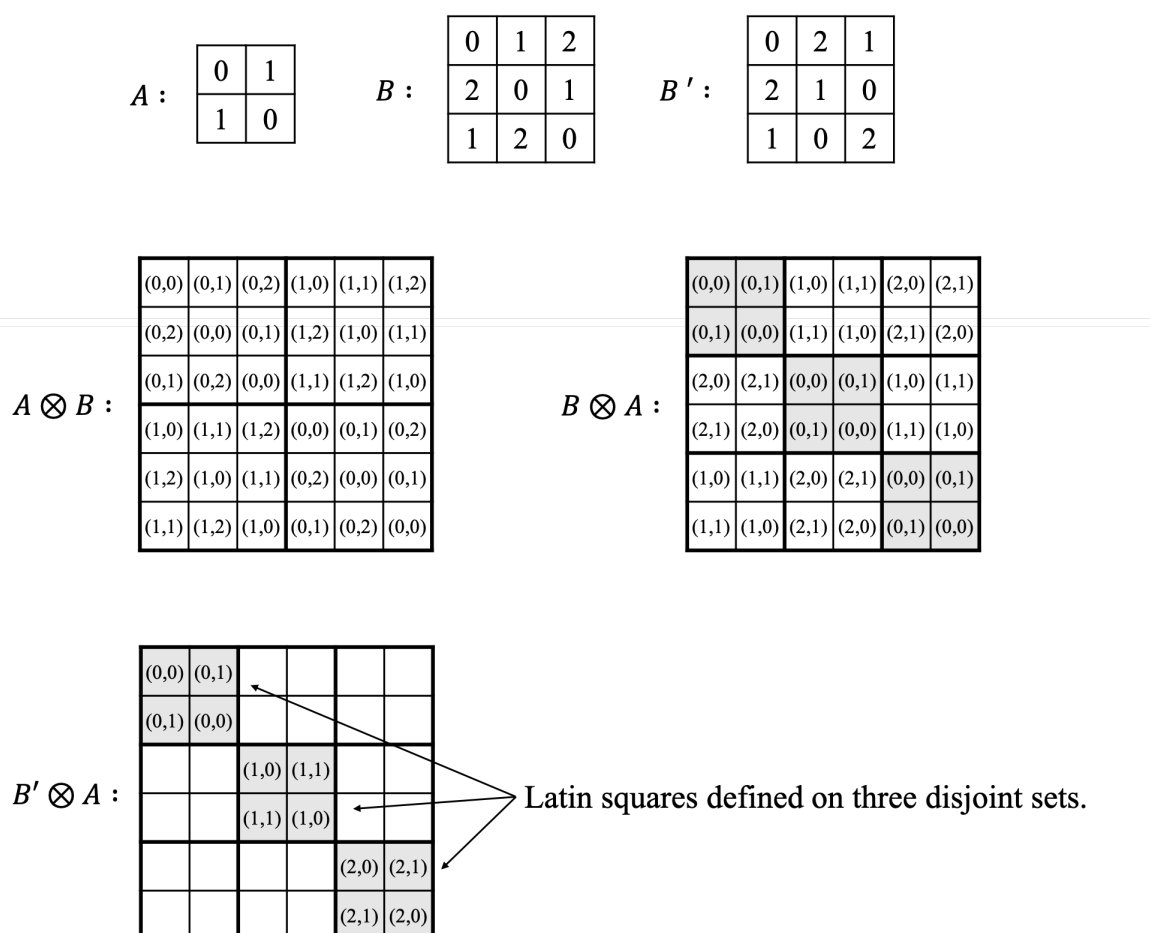 A :
0 1
1 0
B :
0 1 2
2 0 1
1 2 0
B ′ :
0 2 1
2 1 0
1 0 2
A ⊗ B :
(0,0) (0,1) (0,2) (1,0) (1,1) (1,2)
(0,2) (0,0) (0,1) (1,2) (1,0) (1,1)
(0,1) (0,2) (0,0) (1,1) (1,2) (1,0)
(1,0) (1,1) (1,2) (0,0) (0,1) (0,2)
(1,2) (1,0) (1,1) (0,2) (0,0) (0,1)
(1,1) (1,2) (1,0) (0,1) (0,2) (0,0)
B ⊗ A :
(0,0) (0,1) (1,0) (1,1) (2,0) (2,1)
(0,1) (0,0) (1,1) (1,0) (2,1) (2,0)
(2,0) (2,1) (0,0) (0,1) (1,0) (1,1)
(2,1) (2,0) (0,1) (0,0) (1,1) (1,0)
(1,0) (1,1) (2,0) (2,1) (0,0) (0,1)
(1,1) (1,0) (2,1) (2,0) (0,1) (0,0)
B′ ⊗ A :
(0,0) (0,1)
(0,1) (0,0)
(1,0) (1,1)
(1,1) (1,0)
(2,0) (2,1)
(2,1) (2,0)
Latin squares defined on three disjoint sets.